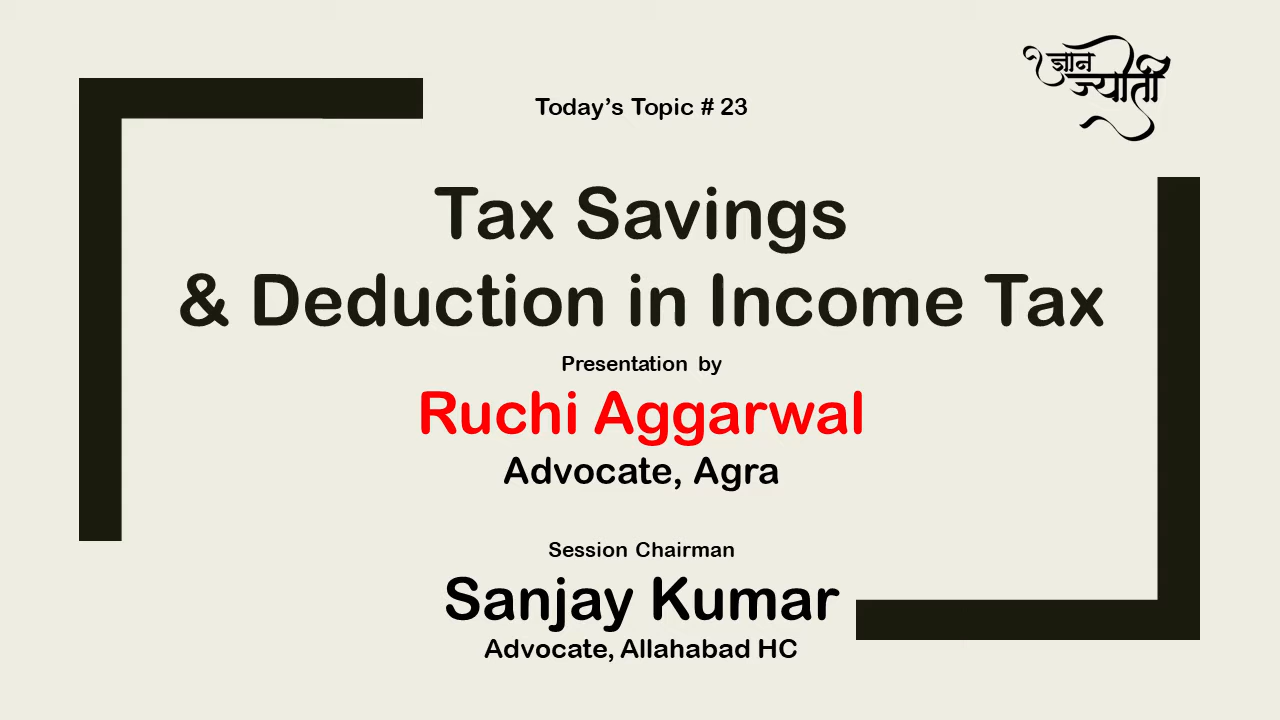 ज्ञान
ज्योती
Today's Topic # 23
Tax Savings
& Deduction in Income Tax
Presentation by
Ruchi Aggarwal
Advocate, Agra
Session Chairman
Sanjay Kumar
Advocate, Allahabad HC